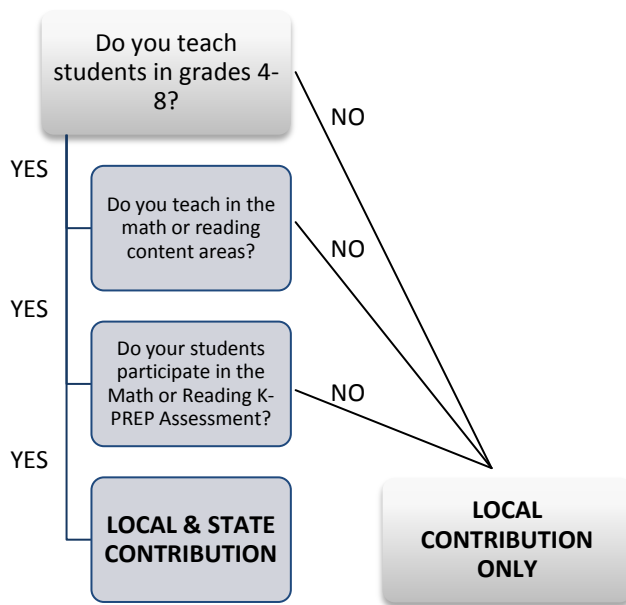 Do you teach
students in grades 4-
8?
NO
YES
Do you teach in the
math or reading
content areas?
NO
YES
Do your students
participate in the
Math or Reading K-
PREP Assessment?
NO
YES
LOCAL & STATE
CONTRIBUTION
LOCAL
CONTRIBUTION
ONLY